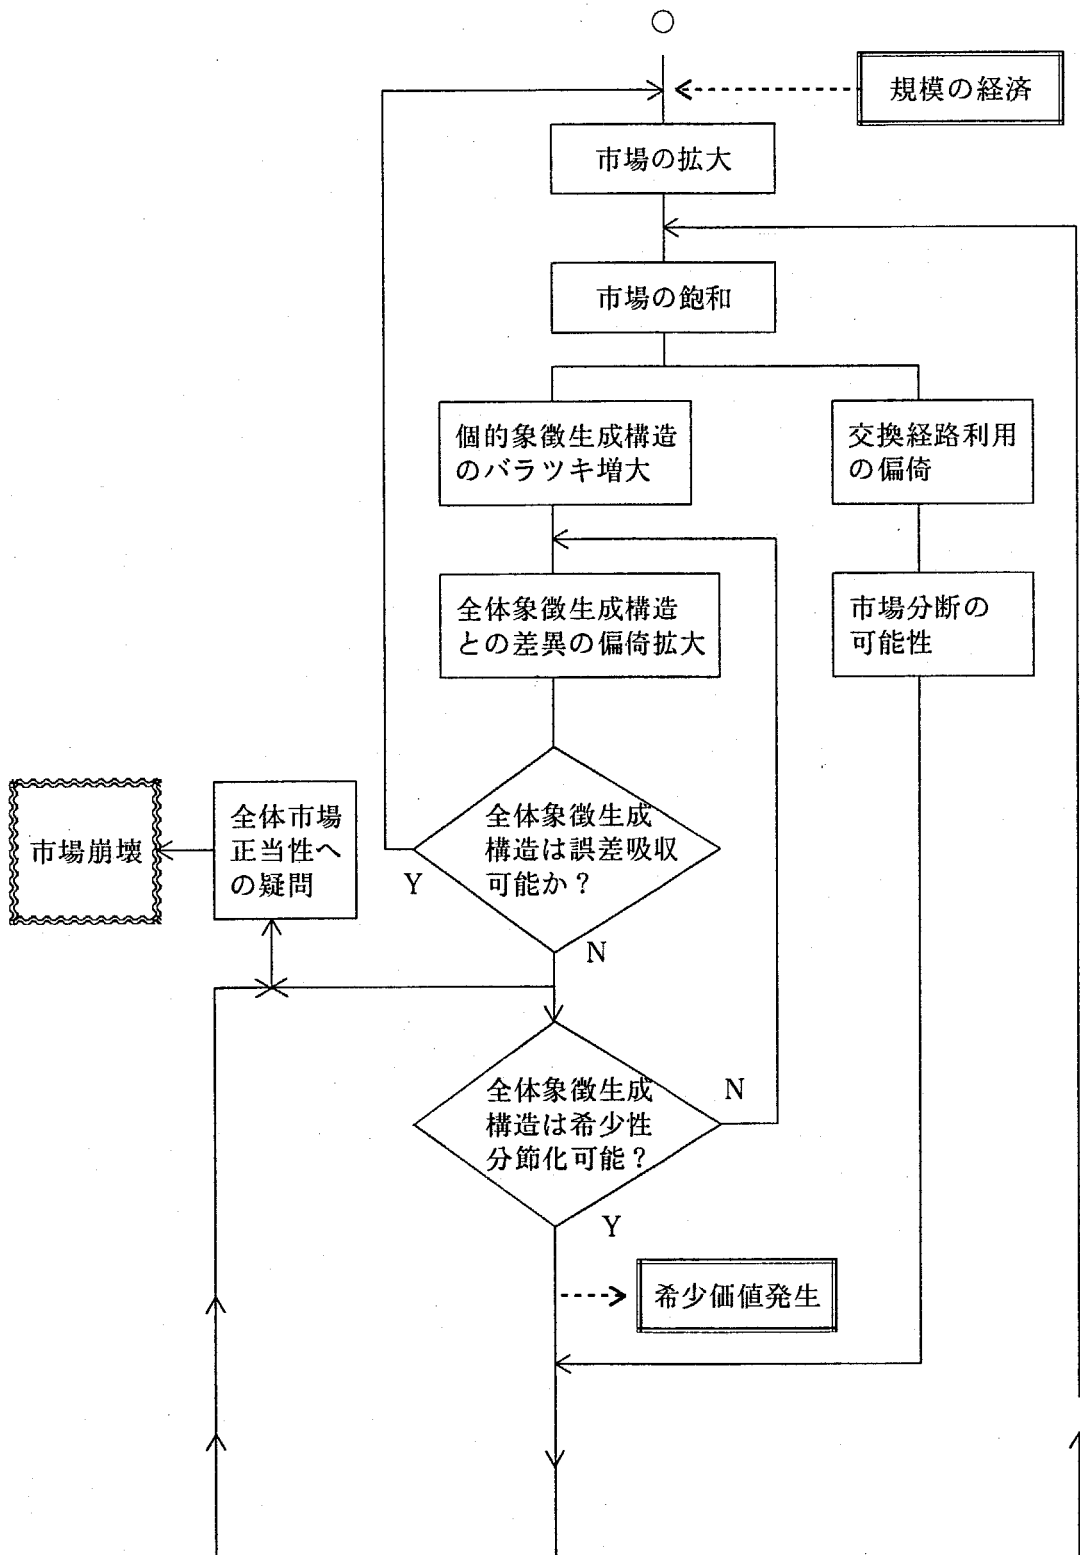 規模の経済
市場の拡大
市場の飽和
個的象徴生成構造
のバラツキ増大
交換経路利用
の偏倚
全体象徴生成構造
との差異の偏倚拡大
市場分断の
可能性
全体象徴生成
構造は誤差吸収
可能か？
Y
N
全体市場
正当性へ
の疑問
市場崩壊
全体象徴生成
構造は希少性
分節化可能？
N
Y
希少価値発生